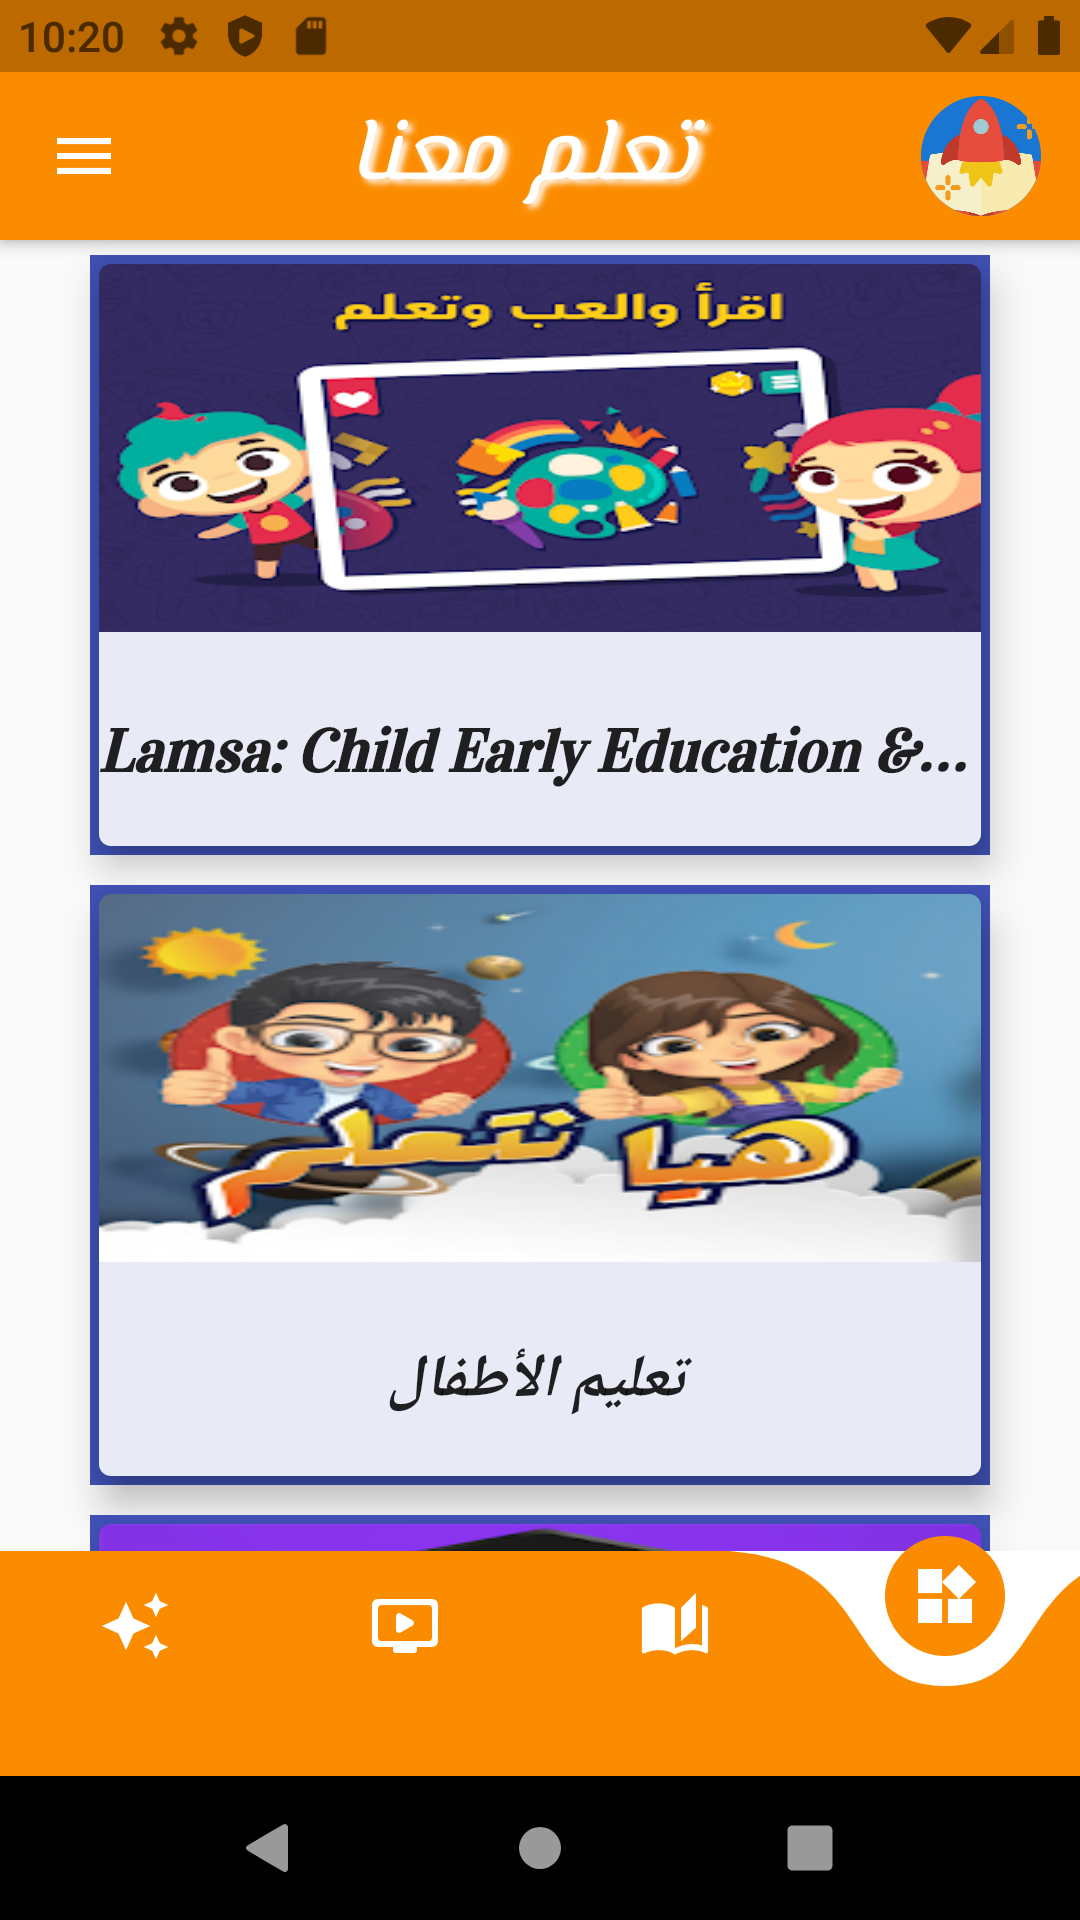 10:20
تعلم معنا
اقرأ والعب وتعلم
Lamsa: Child Early Education &...
هيا نتعلم
تعليم الأطفال